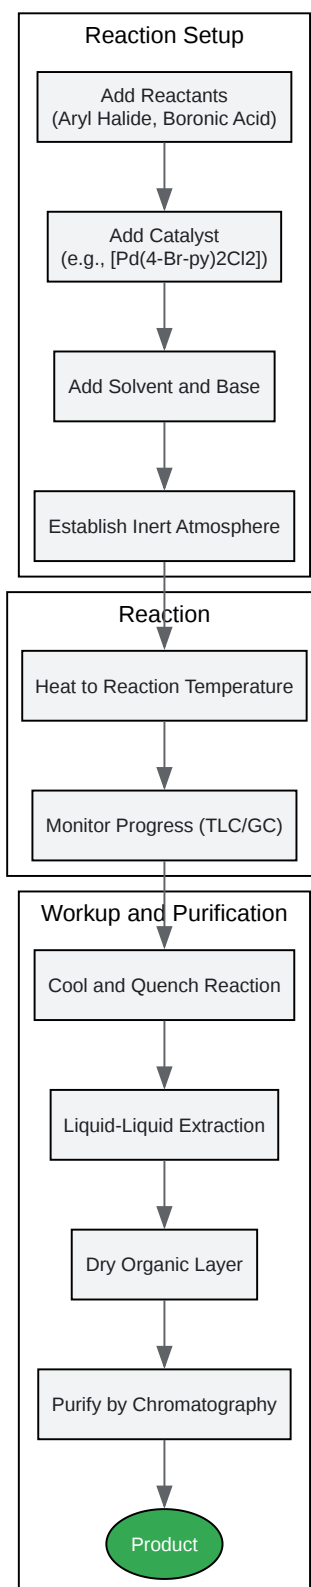 Reaction Setup
Add Reactants
(Aryl Halide, Boronic Acid)
Add Catalyst
(e.g., [Pd(4-Br-py)2Cl2])
Add Solvent and Base
Establish Inert Atmosphere
Reaction
Heat to Reaction Temperature
Monitor Progress (TLC/GC)
Workup and Purification
Cool and Quench Reaction
Liquid-Liquid Extraction
Dry Organic Layer
Purify by Chromatography
Product